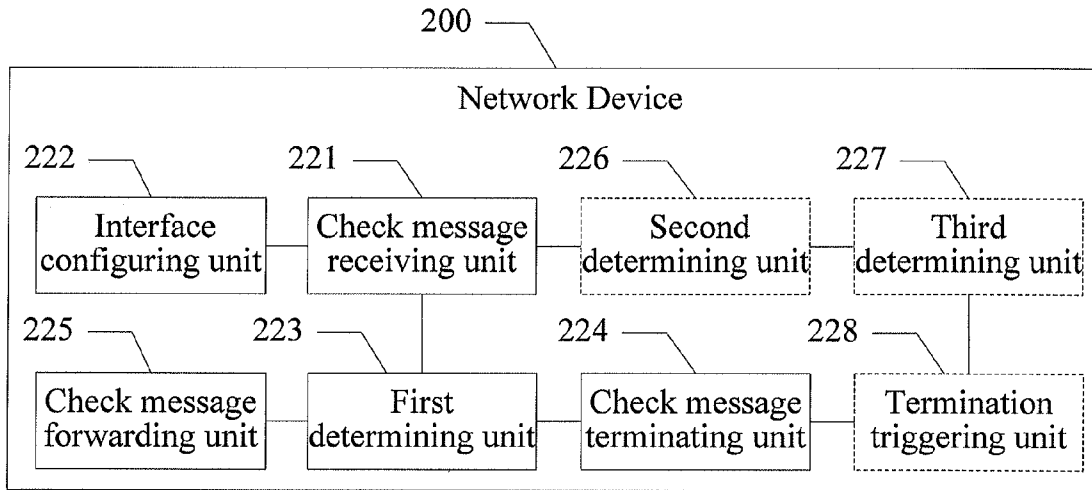 200
Network Device
222
221
226
227
Interface
configuring unit
Check message
receiving unit
Second
determining unit
Third
determining unit
225
223
224
228
Check message
forwarding unit
First
determining unit
Check message
terminating unit
Termination
triggering unit